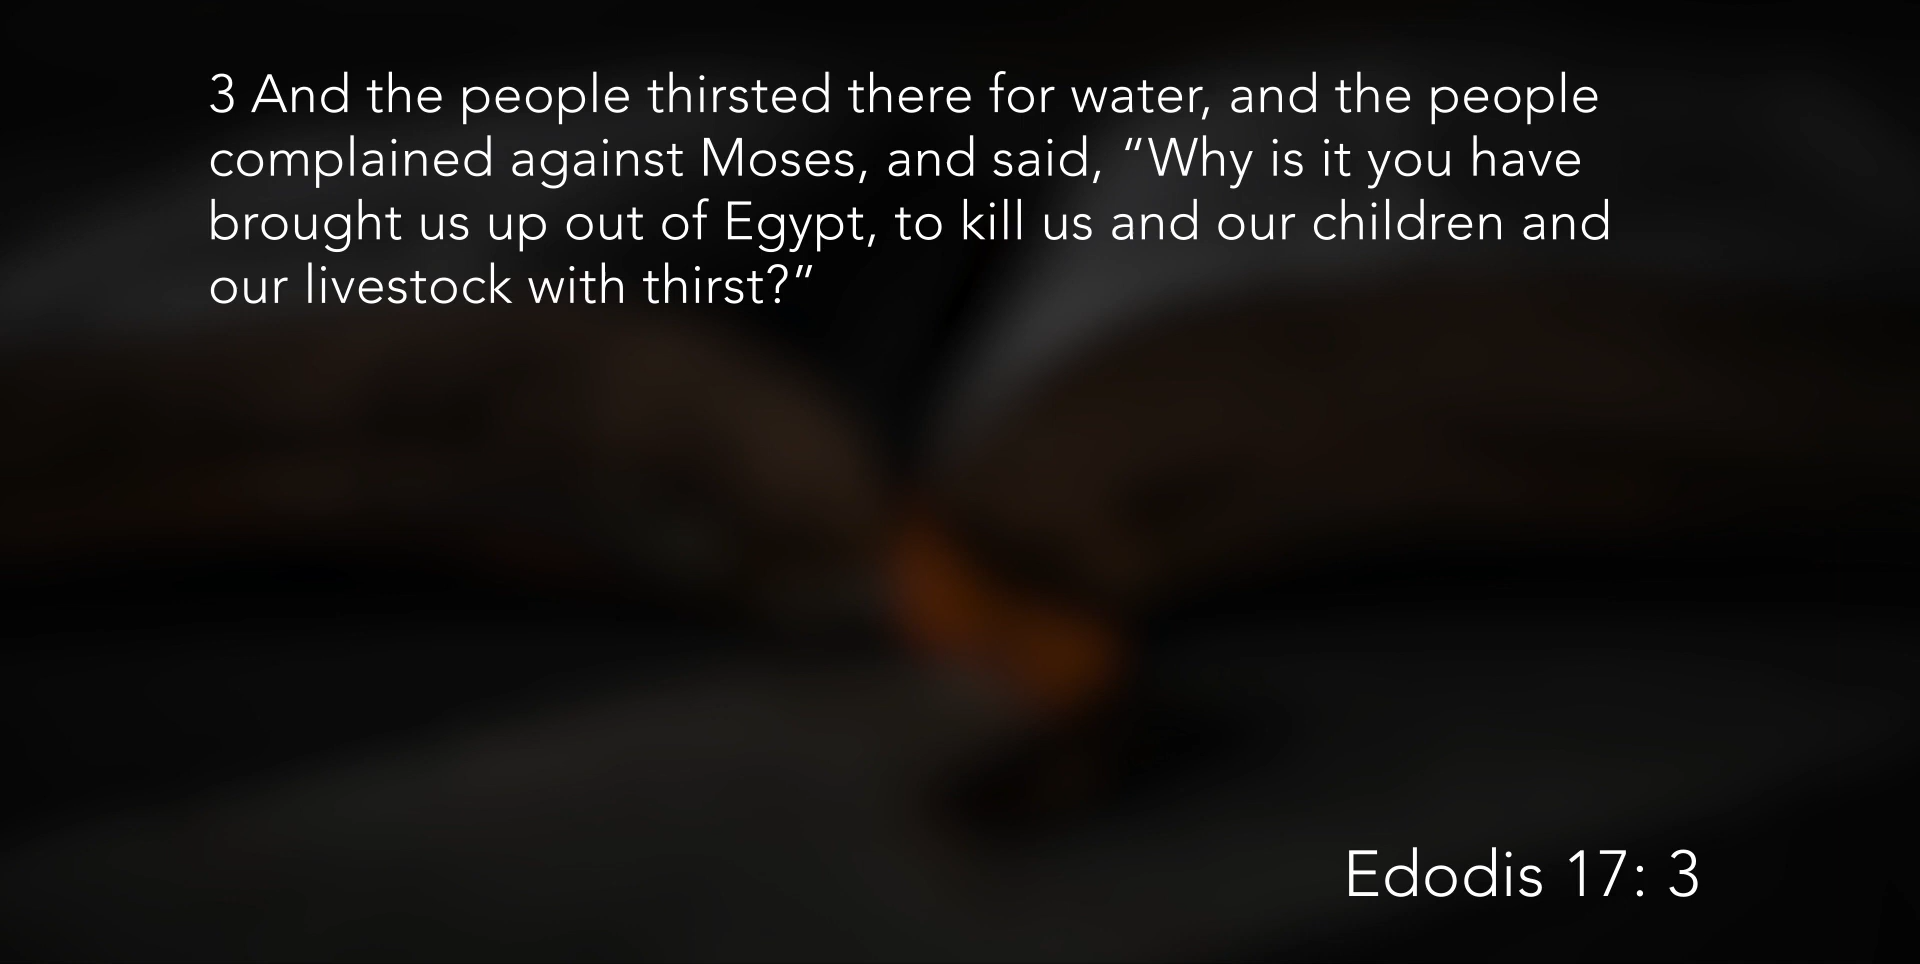 3 And the people thirsted there for water, and the people
complained against Moses, and said, “Why is it you have
brought us up out of Egypt, to kill us and our children and
our livestock with thirst?”
Edodis 17: 3